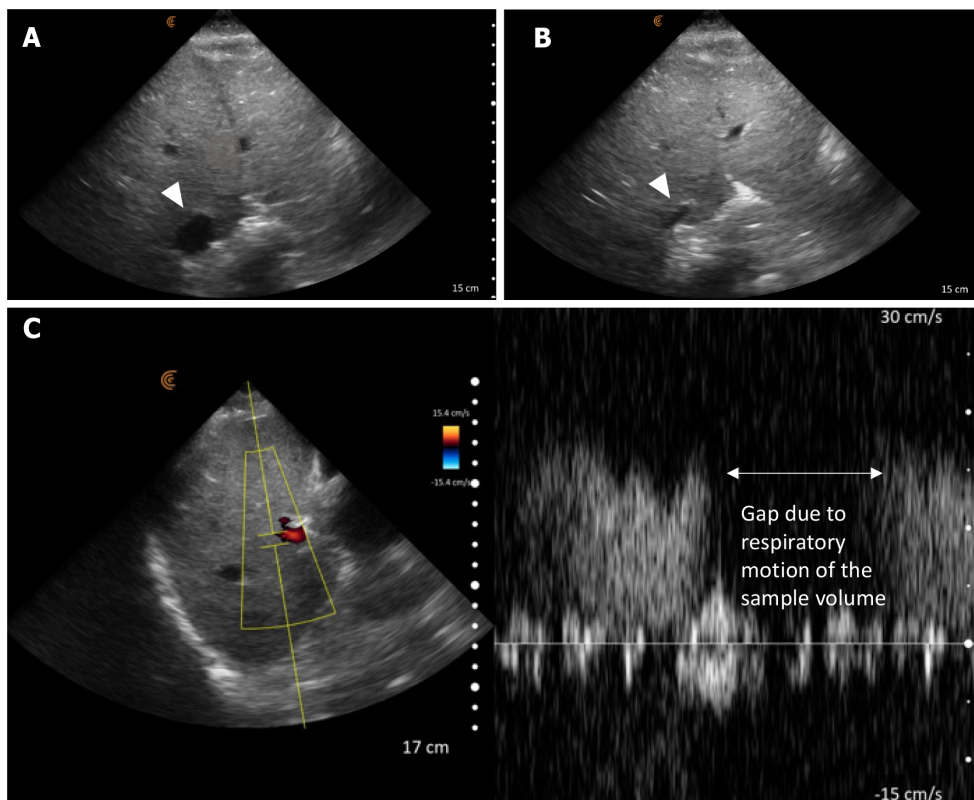 A
B
15 cm
15 cm
C
30 cm/s
15.4 cm/s
-15.4 cm/s
Gap due to
respiratory
motion of the
sample volume
17 cm
-15 cm/s